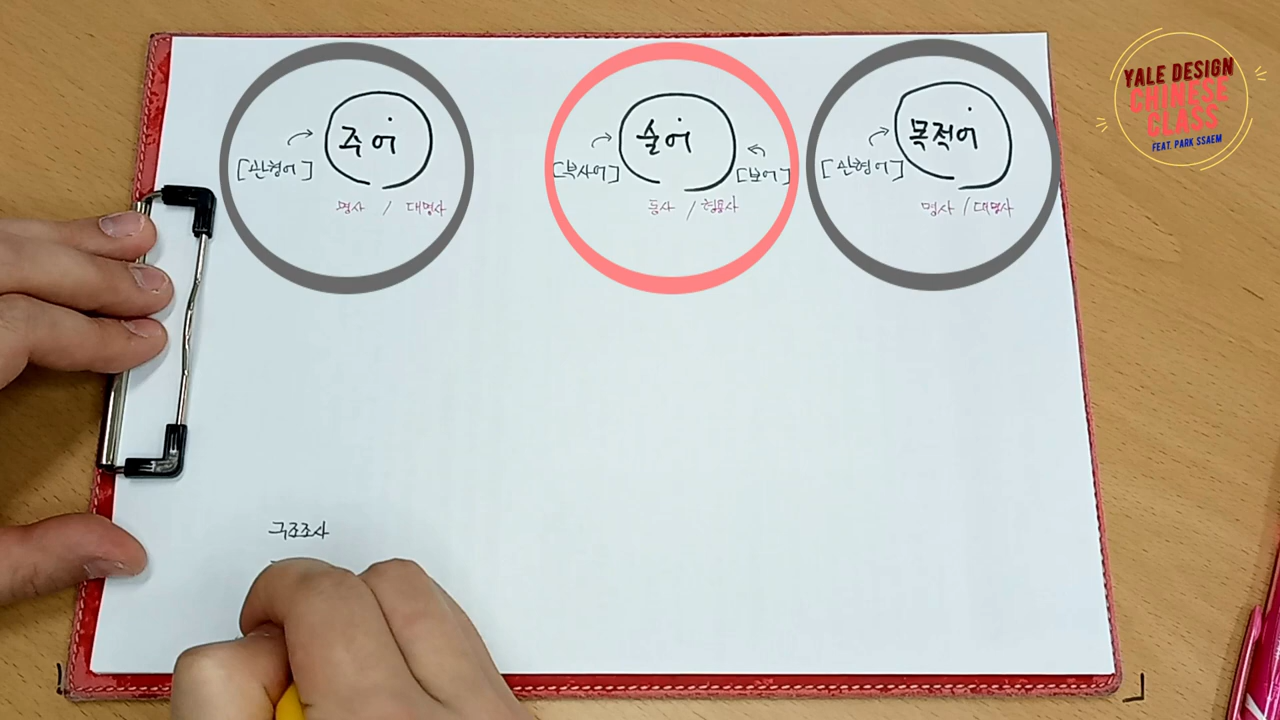 주어
[관형어]
명사 / 대명사
술어
[부사어]
[보어]
동사 / 형용사
목적어
[관형어]
명사 / 대명사
구조조사
YALE DESIGN
CHINESE
CLASS
FEAT. PARK SSAEM